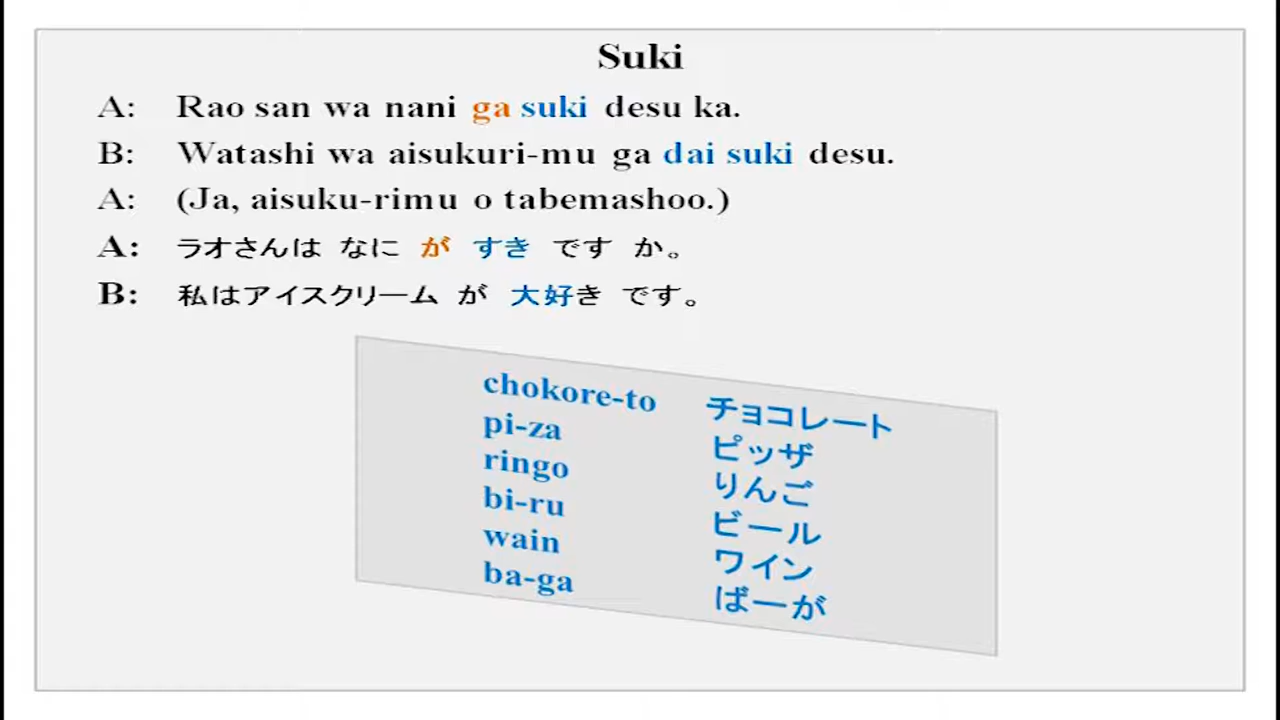 Suki
A: Rao san wa nani ga suki desu ka.
B: Watashi wa aisukuri-mu ga dai suki desu.
A: (Ja, aisuku-rimu o tabemashoo.)
A: ラオさんは なに が すき です か。
B: 私はアイスクリーム が 大好き です。
chokore-to チョコレート
pi-za ピッザ
ringo りんご
bi-ru ビール
wain ワイン
ba-ga ばーが